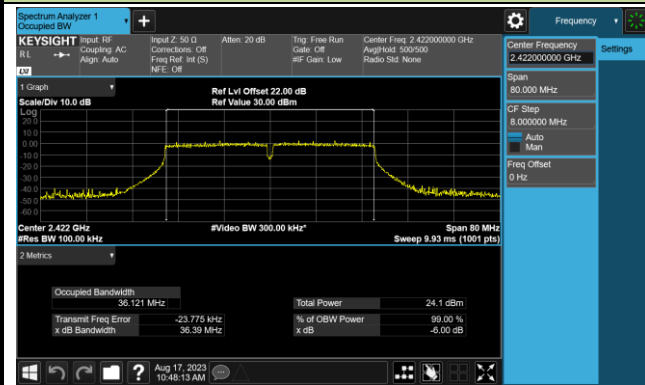 Spectrum Analyzer 1
Occupied BW
Frequency
KEYSIGHT
RL
Input: RF
Coupling: AC
Align: Auto
Input Z: 50 Ω
Corrections: Off
Freq Ref: Int (S)
NFE: Off
Atten: 20 dB
Trig: Free Run
Gate: Off
#IF Gain: Low
Center Freq: 2.422000000 GHz
Avg|Hold: 500/500
Radio Std: None
Center Frequency
2.422000000 GHz
Settings
Span
80.000 MHz
CF Step
8.000000 MHz
Auto
Man
Freq Offset
0 Hz
1 Graph
Scale/Div 10.0 dB
Ref Lvl Offset 22.00 dB
Ref Value 30.00 dBm
Log
20.0
10.0
0.00
-10.0
-20.0
-30.0
-40.0
-50.0
-60.0
Center 2.422 GHz
#Res BW 100.00 kHz
#Video BW 300.00 kHz*
Span 80 MHz
Sweep 9.93 ms (1001 pts)
2 Metrics
Occupied Bandwidth
36.121 MHz
Total Power 24.1 dBm
Transmit Freq Error -23.775 kHz
% of OBW Power 99.00 %
x dB Bandwidth 36.39 MHz
x dB -6.00 dB
Aug 17, 2023
10:48:13 AM